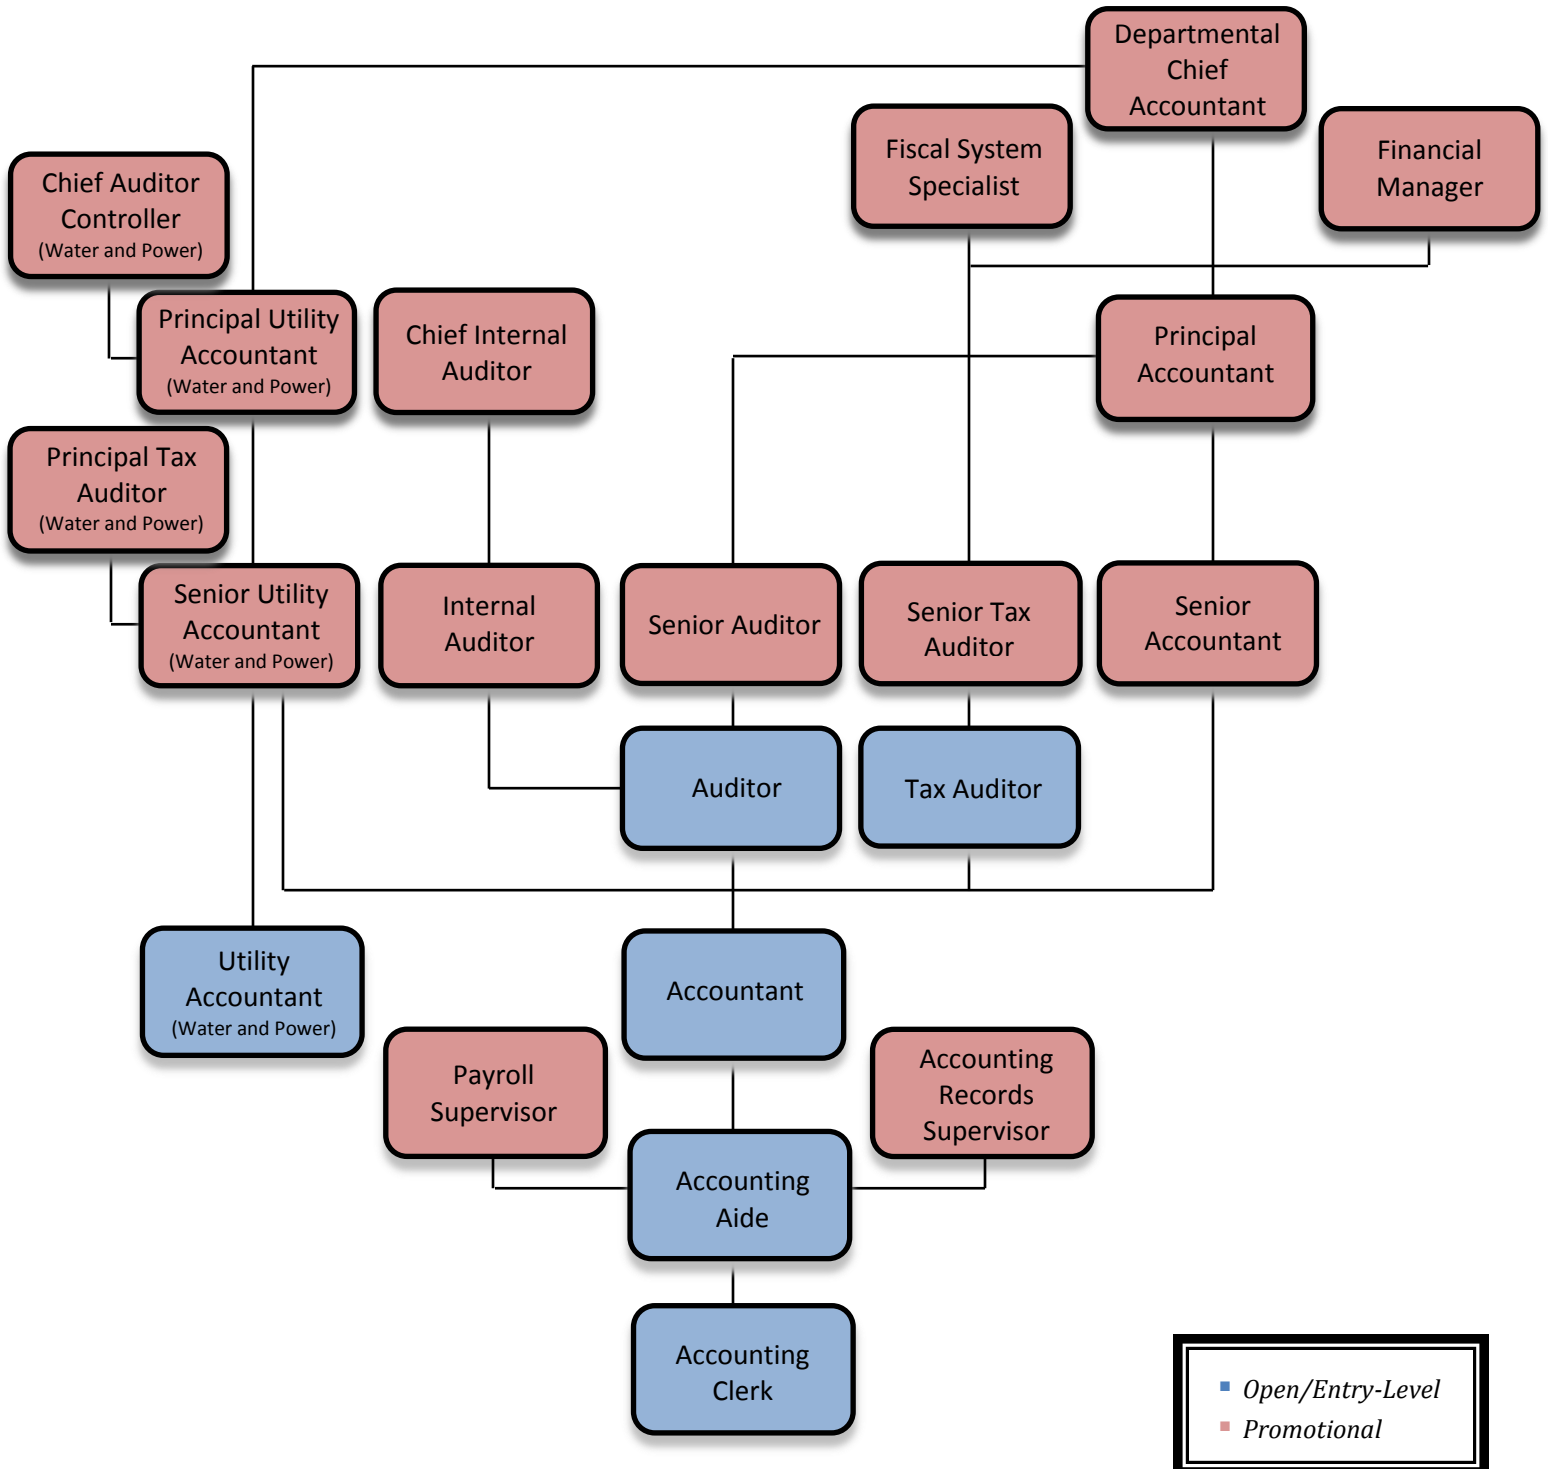 Departmental
Chief
Accountant
Fiscal System
Specialist
Financial
Manager
Chief Auditor
Controller
(Water and Power)
Principal Utility
Accountant
(Water and Power)
Chief Internal
Auditor
Principal
Accountant
Principal Tax
Auditor
(Water and Power)
Senior Utility
Accountant
(Water and Power)
Internal
Auditor
Senior Auditor
Senior Tax
Auditor
Senior
Accountant
Auditor
Tax Auditor
Utility
Accountant
(Water and Power)
Accountant
Payroll
Supervisor
Accounting
Records
Supervisor
Accounting
Aide
Accounting
Clerk
Open/Entry-Level
Promotional